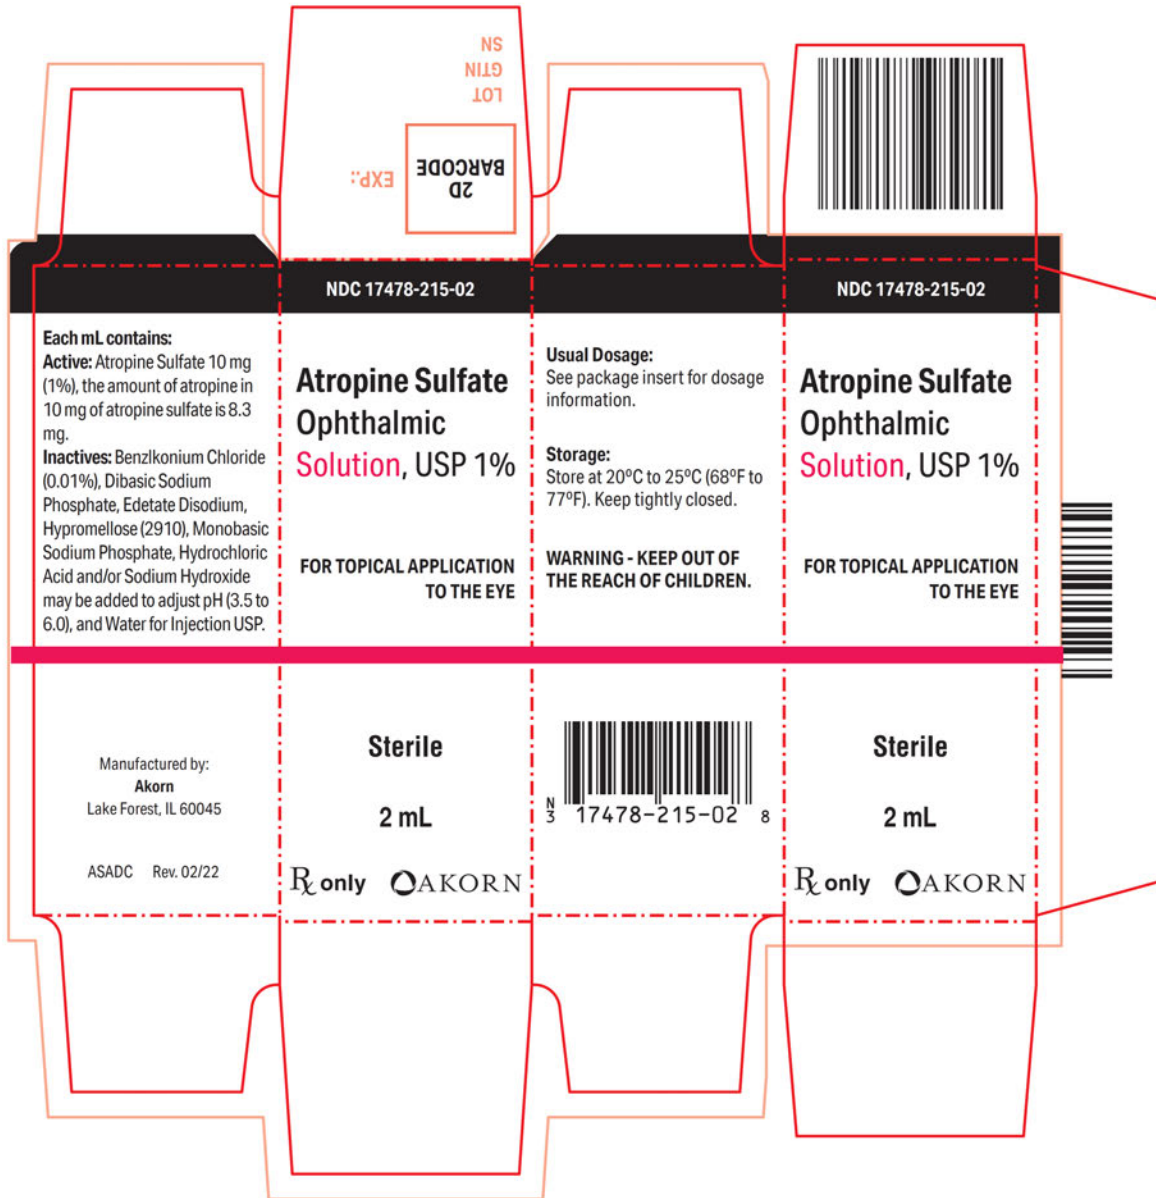 SN
GTIN
LOT
2D
BARCODE
EXP.:
NDC 17478-215-02
NDC 17478-215-02
Each mL contains:
Active: Atropine Sulfate 10 mg
(1%), the amount of atropine in
10 mg of atropine sulfate is 8.3
mg.
Inactives: Benzlkonium Chloride
(0.01%), Dibasic Sodium
Phosphate, Edetate Disodium,
Hypromellose (2910), Monobasic
Sodium Phosphate, Hydrochloric
Acid and/or Sodium Hydroxide
may be added to adjust pH (3.5 to
6.0), and Water for Injection USP.
Manufactured by:
Akorn
Lake Forest, IL 60045
ASADC Rev. 02/22
Atropine Sulfate
Ophthalmic
Solution, USP 1%
FOR TOPICAL APPLICATION
TO THE EYE
Sterile
2 mL
Rx only AKORN
Usual Dosage:
See package insert for dosage
information.
Storage:
Store at 20ºC to 25ºC (68ºF to
77ºF). Keep tightly closed.
WARNING - KEEP OUT OF
THE REACH OF CHILDREN.
N
3 17478-215-02 8
Atropine Sulfate
Ophthalmic
Solution, USP 1%
FOR TOPICAL APPLICATION
TO THE EYE
Sterile
2 mL
Rx only AKORN